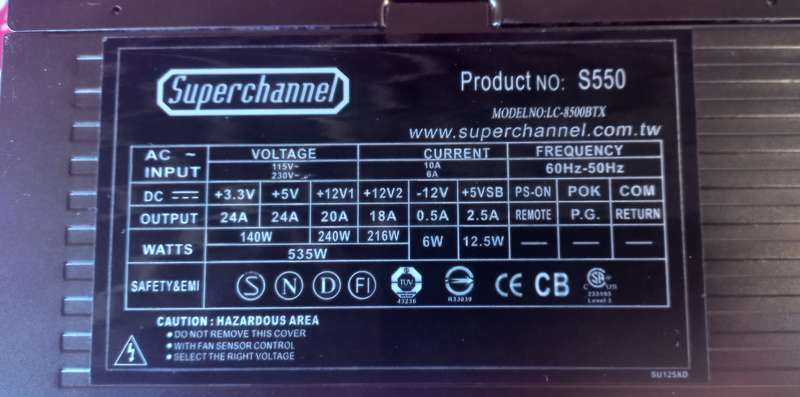 Superchannel
Product NO: S550
MODELNO:LC-8500BTX
www.superchannel.com.tw
AC ~ INPUT VOLTAGE CURRENT FREQUENCY
115V~ 10A 60Hz-50Hz
230V~ 6A
DC +3.3V +5V +12V1 +12V2 -12V +5VSB PS-ON POK COM
OUTPUT 24A 24A 20A 18A 0.5A 2.5A REMOTE P.G. RETURN
WATTS 140W 240W 216W 6W 12.5W — — —
535W
SAFETY&EMI S N D FI TUV 43236 R33039 CE CB C US
Level 3
CAUTION : HAZARDOUS AREA
• DO NOT REMOVE THIS COVER
• WITH FAN SENSOR CONTROL
• SELECT THE RIGHT VOLTAGE
SU125XD